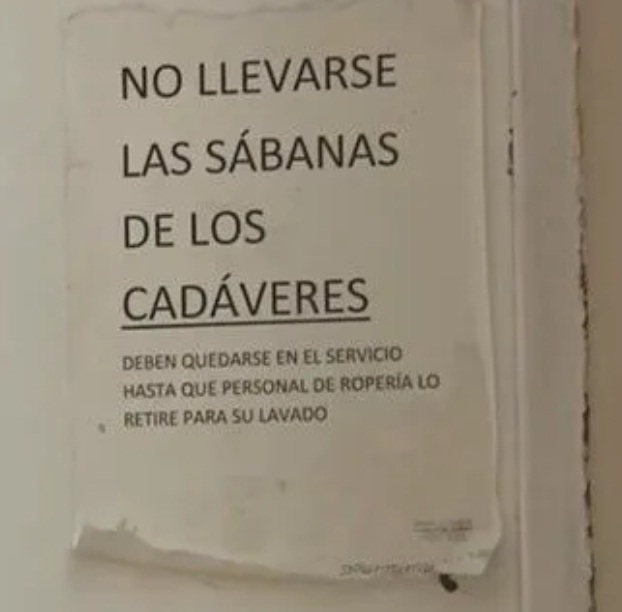 NO LLEVARSE
LAS SÁBANAS
DE LOS
CADÁVERES
DEBEN QUEDARSE EN EL SERVICIO
HASTA QUE PERSONAL DE ROPERÍA LO
RETIRE PARA SU LAVADO